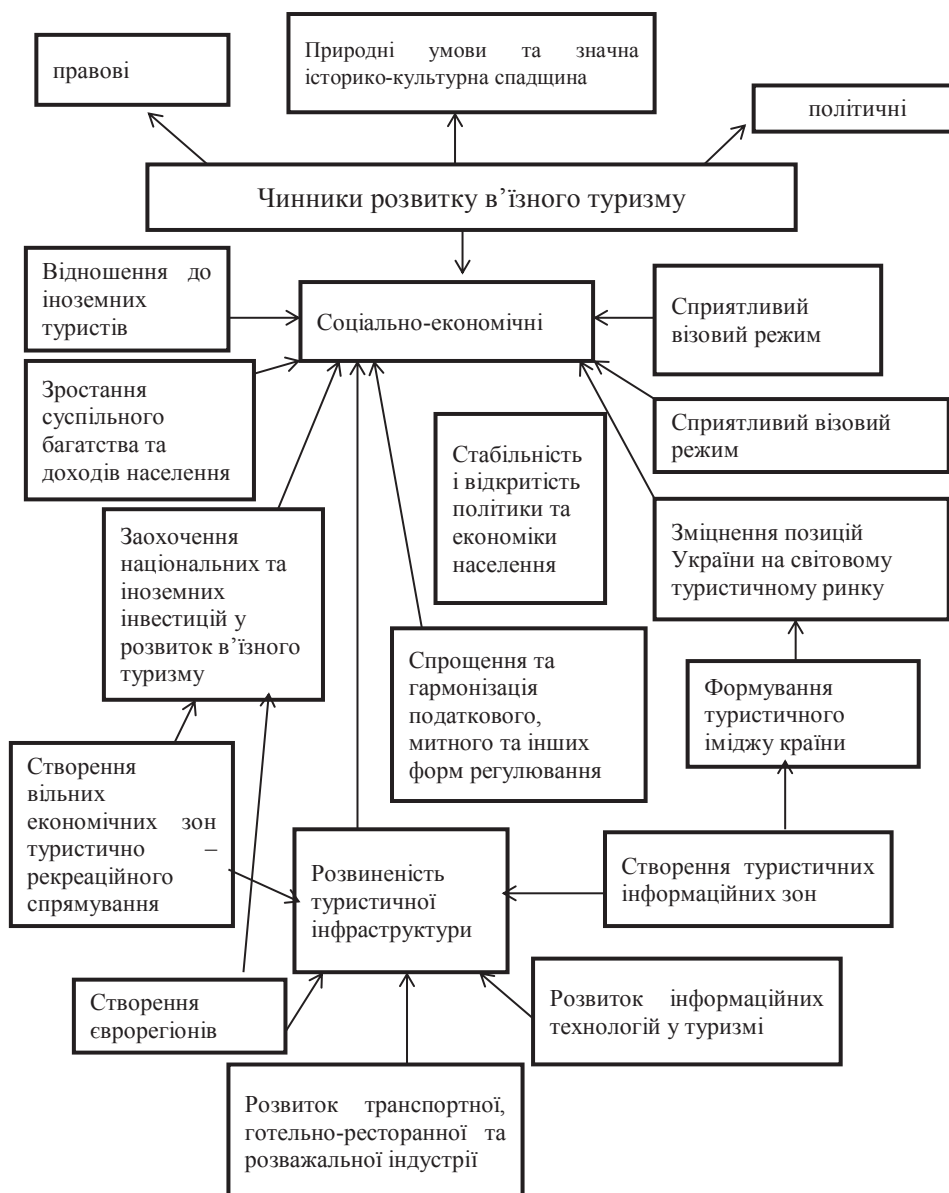 правові
Природні умови та значна
історико-культурна спадщина
політичні
Чинники розвитку в’їзного туризму
Відношення до
іноземних
туристів
Соціально-економічні
Сприятливий
візовий режим
Зростання
суспільного
багатства та
доходів населення
Сприятливий візовий
режим
Стабільність
і відкритість
політики та
економіки
населення
Заохочення
національних та
іноземних
інвестицій у
розвиток в’їзного
туризму
Зміцнення позицій
України на світовому
туристичному ринку
Спрощення та
гармонізація
податкового,
митного та інших
форм регулювання
Формування
туристичного
іміджу країни
Створення
вільних
економічних зон
туристично –
рекреаційного
спрямування
Розвиненість
туристичної
інфраструктури
Створення туристичних
інформаційних зон
Створення
єврорегіонів
Розвиток інформаційних
технологій у туризмі
Розвиток транспортної,
готельно-ресторанної та
розважальної індустрії